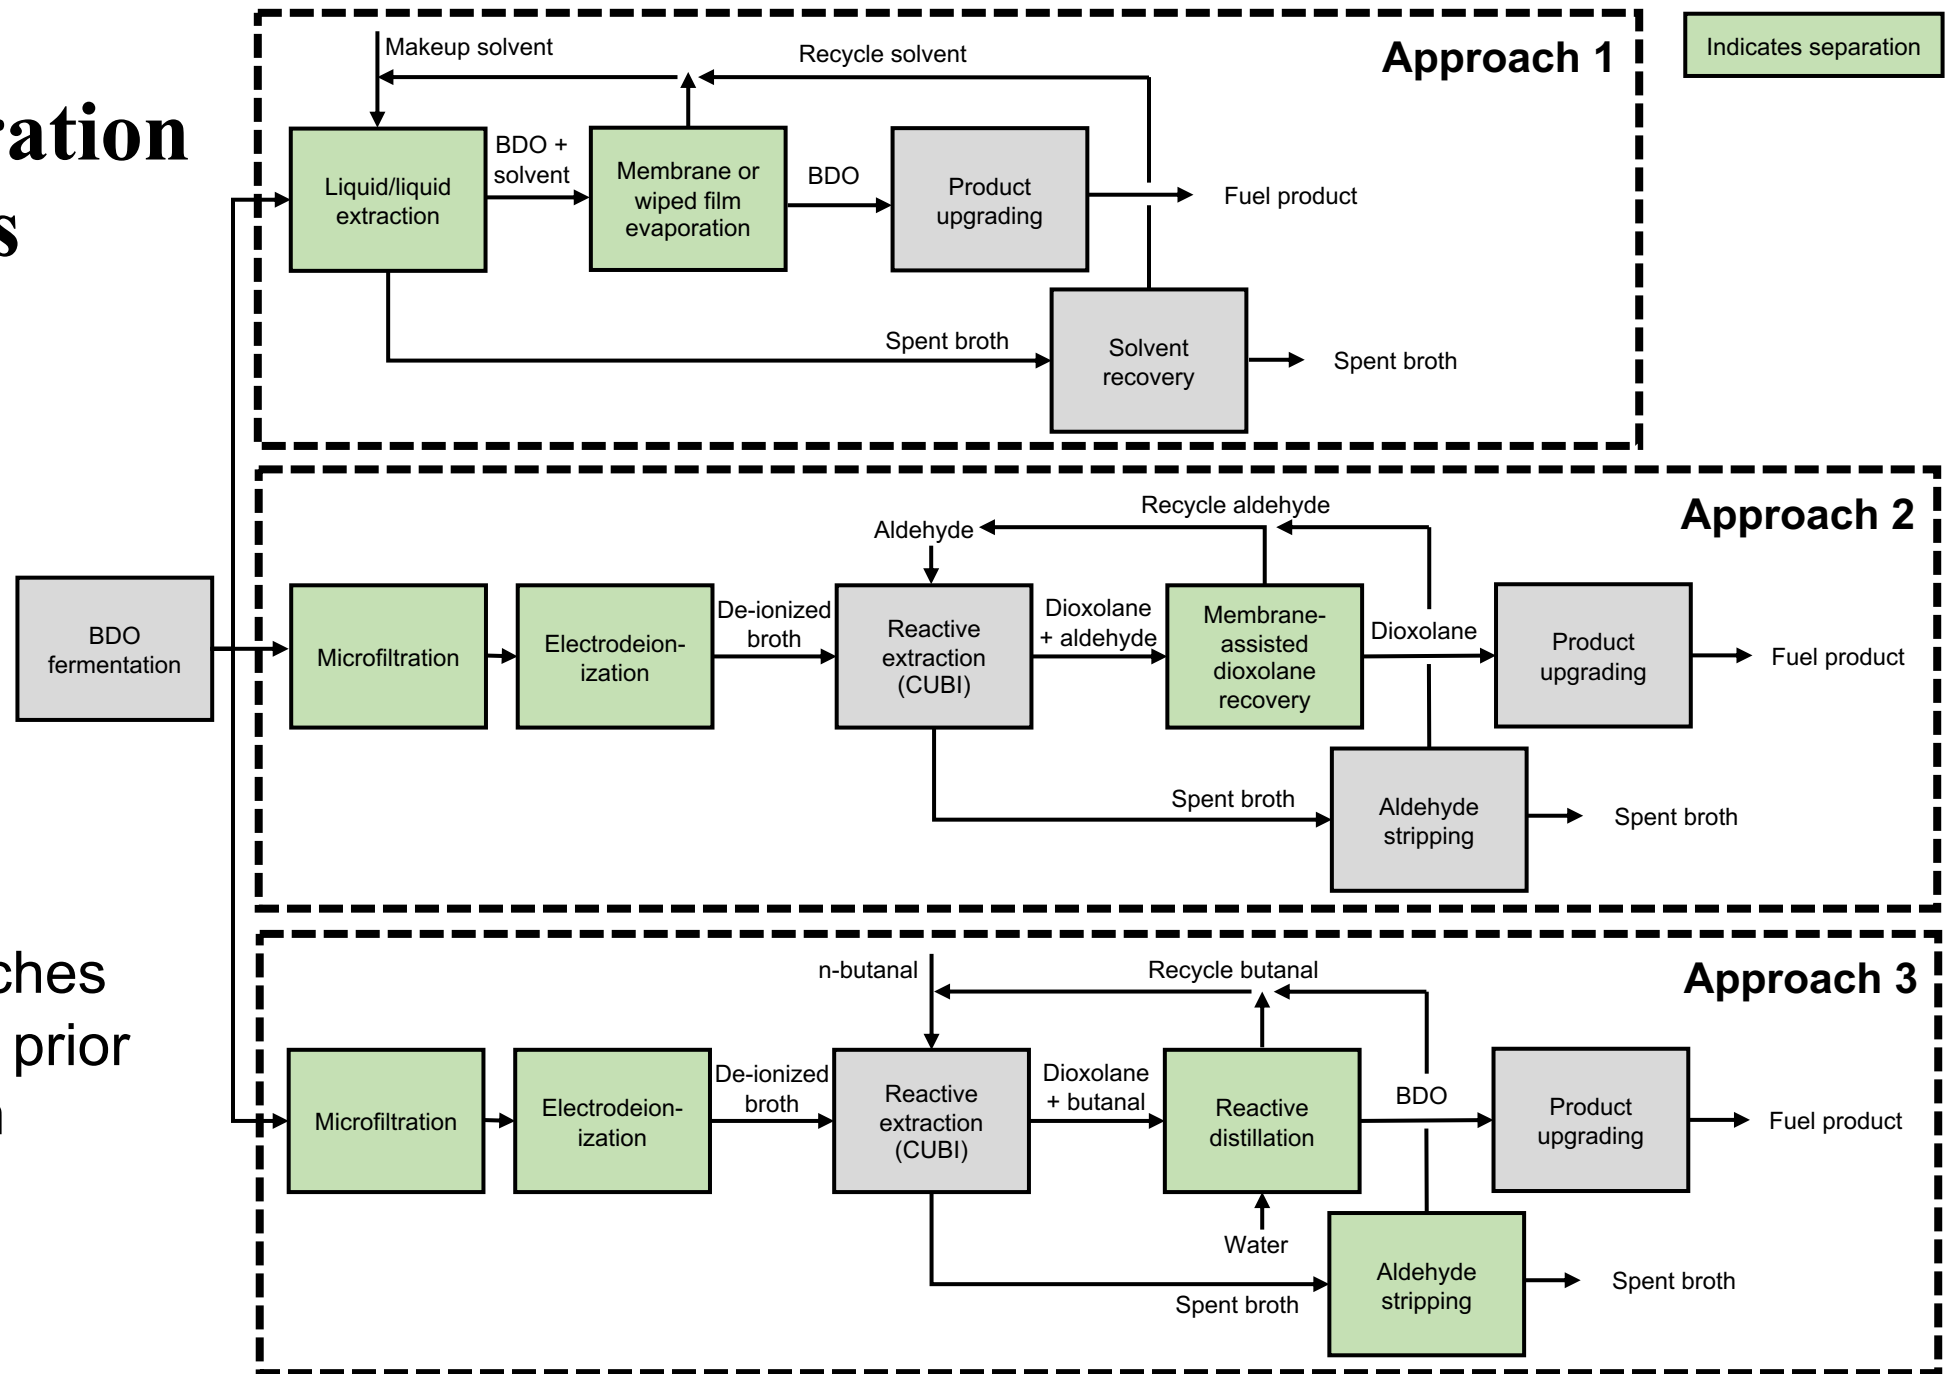 ration
s
ches
prior
n
Indicates separation
BDO
fermentation
Approach 1
Makeup solvent
Recycle solvent
Liquid/liquid
extraction
BDO +
solvent
Membrane or
wiped film
evaporation
BDO
Product
upgrading
Fuel product
Spent broth
Solvent
recovery
Spent broth
Approach 2
Recycle aldehyde
Aldehyde
Microfiltration
Electrodeion-
ization
De-ionized
broth
Reactive
extraction
(CUBI)
Dioxolane
+ aldehyde
Membrane-
assisted
dioxolane
recovery
Dioxolane
Product
upgrading
Fuel product
Spent broth
Aldehyde
stripping
Spent broth
Approach 3
n-butanal
Recycle butanal
Microfiltration
Electrodeion-
ization
De-ionized
broth
Reactive
extraction
(CUBI)
Dioxolane
+ butanal
Reactive
distillation
BDO
Product
upgrading
Fuel product
Water
Spent broth
Aldehyde
stripping
Spent broth